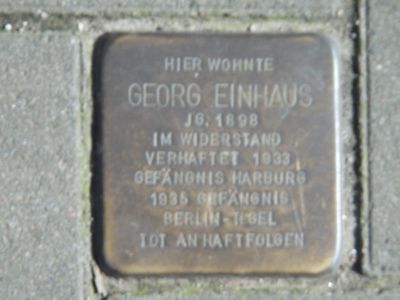 HIER WOHNTE
GEORG EINHAUS
JG. 1898
IM WIDERSTAND
VERHAFTET 1933
GEFÄNGNIS HARBURG
1935 GEFÄNGNIS
BERLIN-TEGEL
TOT AN HAFTFOLGEN